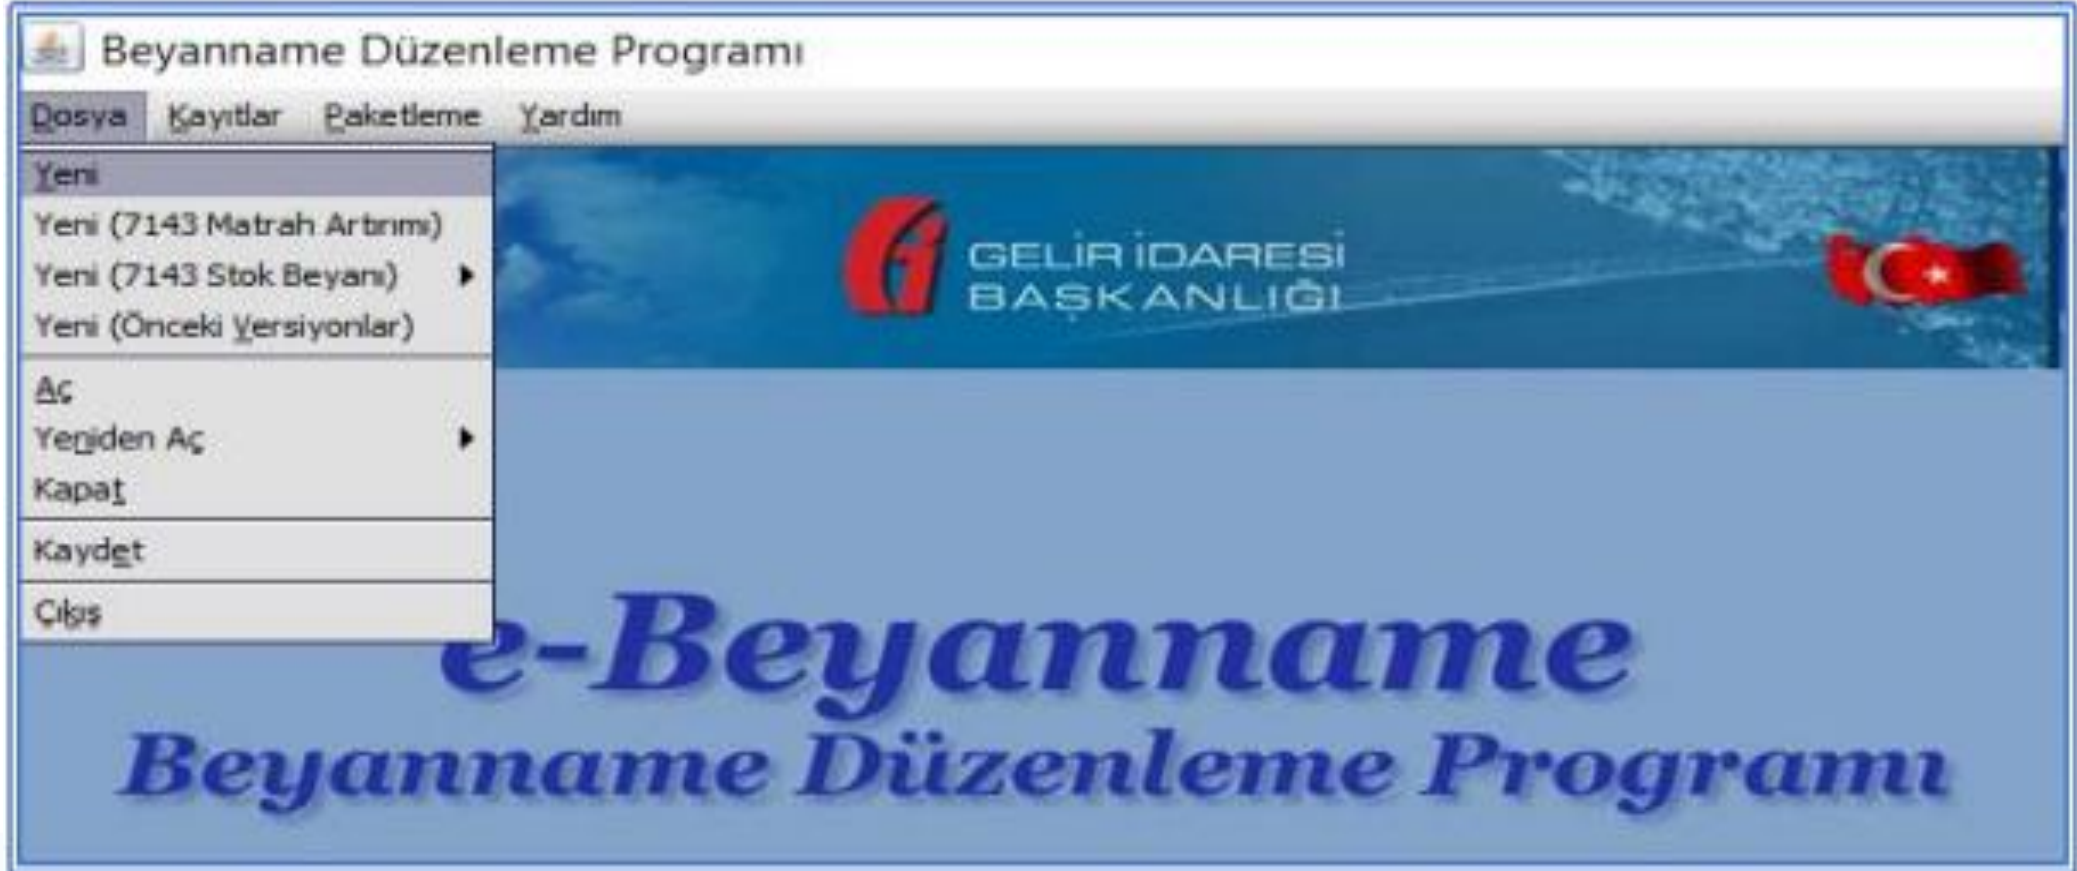 Beyanname Düzenleme Programı
Dosya Kayıtlar Paketleme Yardım
Yeni
Yeni (7143 Matrah Artırımı)
Yeni (7143 Stok Beyanı)
Yeni (Önceki Versiyonlar)
Aç
Yeniden Aç
Kapat
Kaydet
Çıkış
GELİR İDARESİ
BAŞKANLIĞI
e-Beyanname
Beyanname Düzenleme Programı